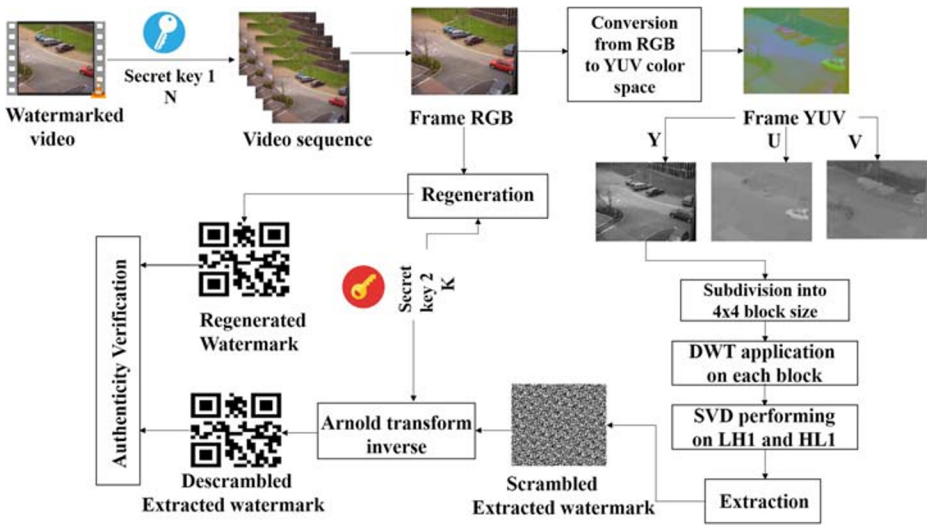 Watermarked
video
Secret key 1
N
Video sequence
Frame RGB
Conversion
from RGB
to YUV color
space
Frame YUV
Y
U
V
Regeneration
Secret
key 2
K
Regenerated
Watermark
Authenticity Verification
Subdivision into
4x4 block size
DWT application
on each block
SVD performing
on LH1 and HL1
Extraction
Scrambled
Extracted watermark
Arnold transform
inverse
Descrambled
Extracted watermark